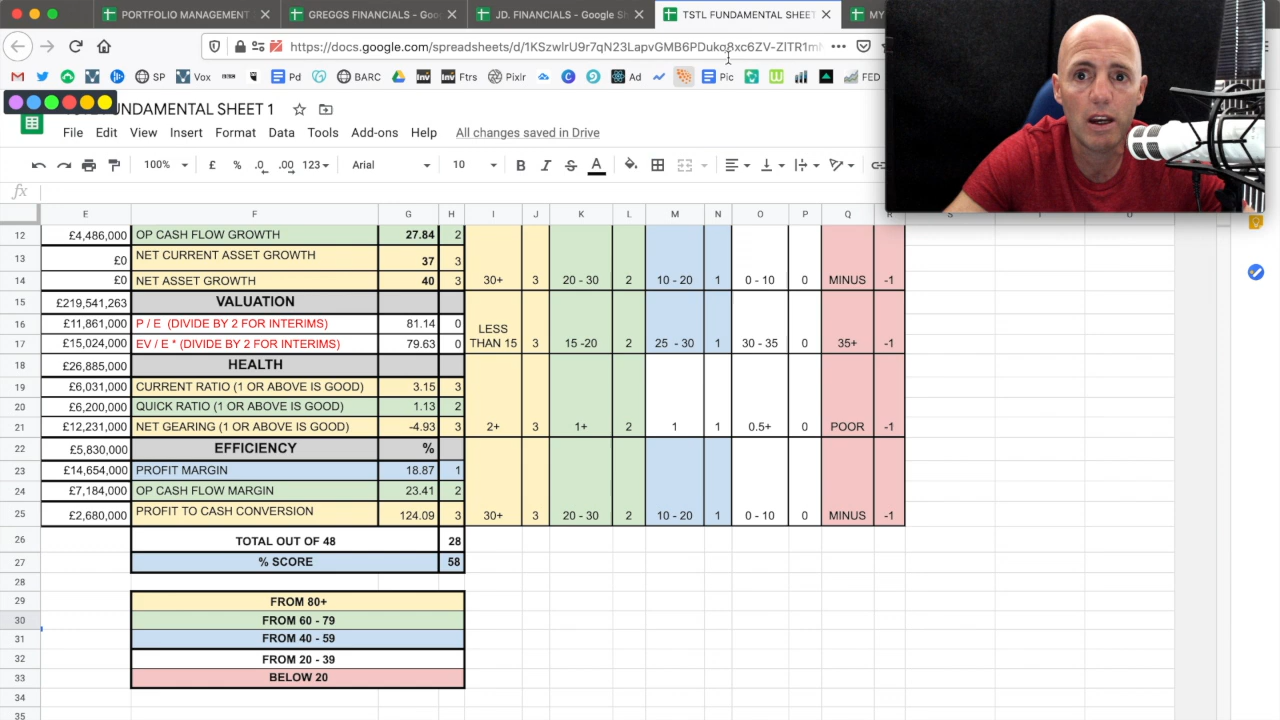 PORTFOLIO MANAGEMENT
GREGGS FINANCIALS - Goo
JD. FINANCIALS - Google Sh
TSTL FUNDAMENTAL SHEET
MY
SP
Vox
Pd
BARC
Inv
Inv
Ftrs
Pixlr
Ad
Pic
FED
FUNDAMENTAL SHEET 1
File Edit View Insert Format Data Tools Add-ons Help All changes saved in Drive
100% £ % .0 .00 123 Arial 10 B I S A
fx
E F G H I J K L M N O P Q R S T U
12 £4,486,000 OP CASH FLOW GROWTH 27.84 2
13 £0 NET CURRENT ASSET GROWTH 37 3
14 £0 NET ASSET GROWTH 40 3 30+ 3 20 - 30 2 10 - 20 1 0 - 10 0 MINUS -1
15 £219,541,263 VALUATION
16 £11,861,000 P / E (DIVIDE BY 2 FOR INTERIMS) 81.14 0
17 £15,024,000 EV / E * (DIVIDE BY 2 FOR INTERIMS) 79.63 0 LESS THAN 15 3 15 -20 2 25 - 30 1 30 - 35 0 35+ -1
18 £26,885,000 HEALTH
19 £6,031,000 CURRENT RATIO (1 OR ABOVE IS GOOD) 3.15 3
20 £6,200,000 QUICK RATIO (1 OR ABOVE IS GOOD) 1.13 2
21 £12,231,000 NET GEARING (1 OR ABOVE IS GOOD) -4.93 3 2+ 3 1+ 2 1 1 0.5+ 0 POOR -1
22 £5,830,000 EFFICIENCY %
23 £14,654,000 PROFIT MARGIN 18.87 1
24 £7,184,000 OP CASH FLOW MARGIN 23.41 2
25 £2,680,000 PROFIT TO CASH CONVERSION 124.09 3 30+ 3 20 - 30 2 10 - 20 1 0 - 10 0 MINUS -1
26 TOTAL OUT OF 48 28
27 % SCORE 58
28
29 FROM 80+
30 FROM 60 - 79
31 FROM 40 - 59
32 FROM 20 - 39
33 BELOW 20
34
35